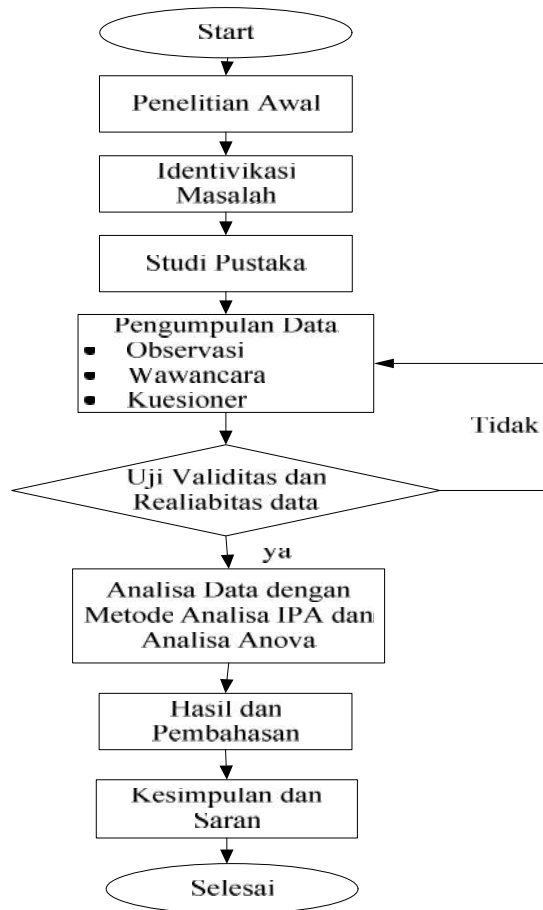 Start
Penelitian Awal
Identivikasi
Masalah
Studi Pustaka
Pengumpulan Data
• Observasi
• Wawancara
• Kuesioner
Tidak
Uji Validitas dan
Realiabitas data
ya
Analisa Data dengan
Metode Analisa IPA dan
Analisa Anova
Hasil dan
Pembahasan
Kesimpulan dan
Saran
Selesai